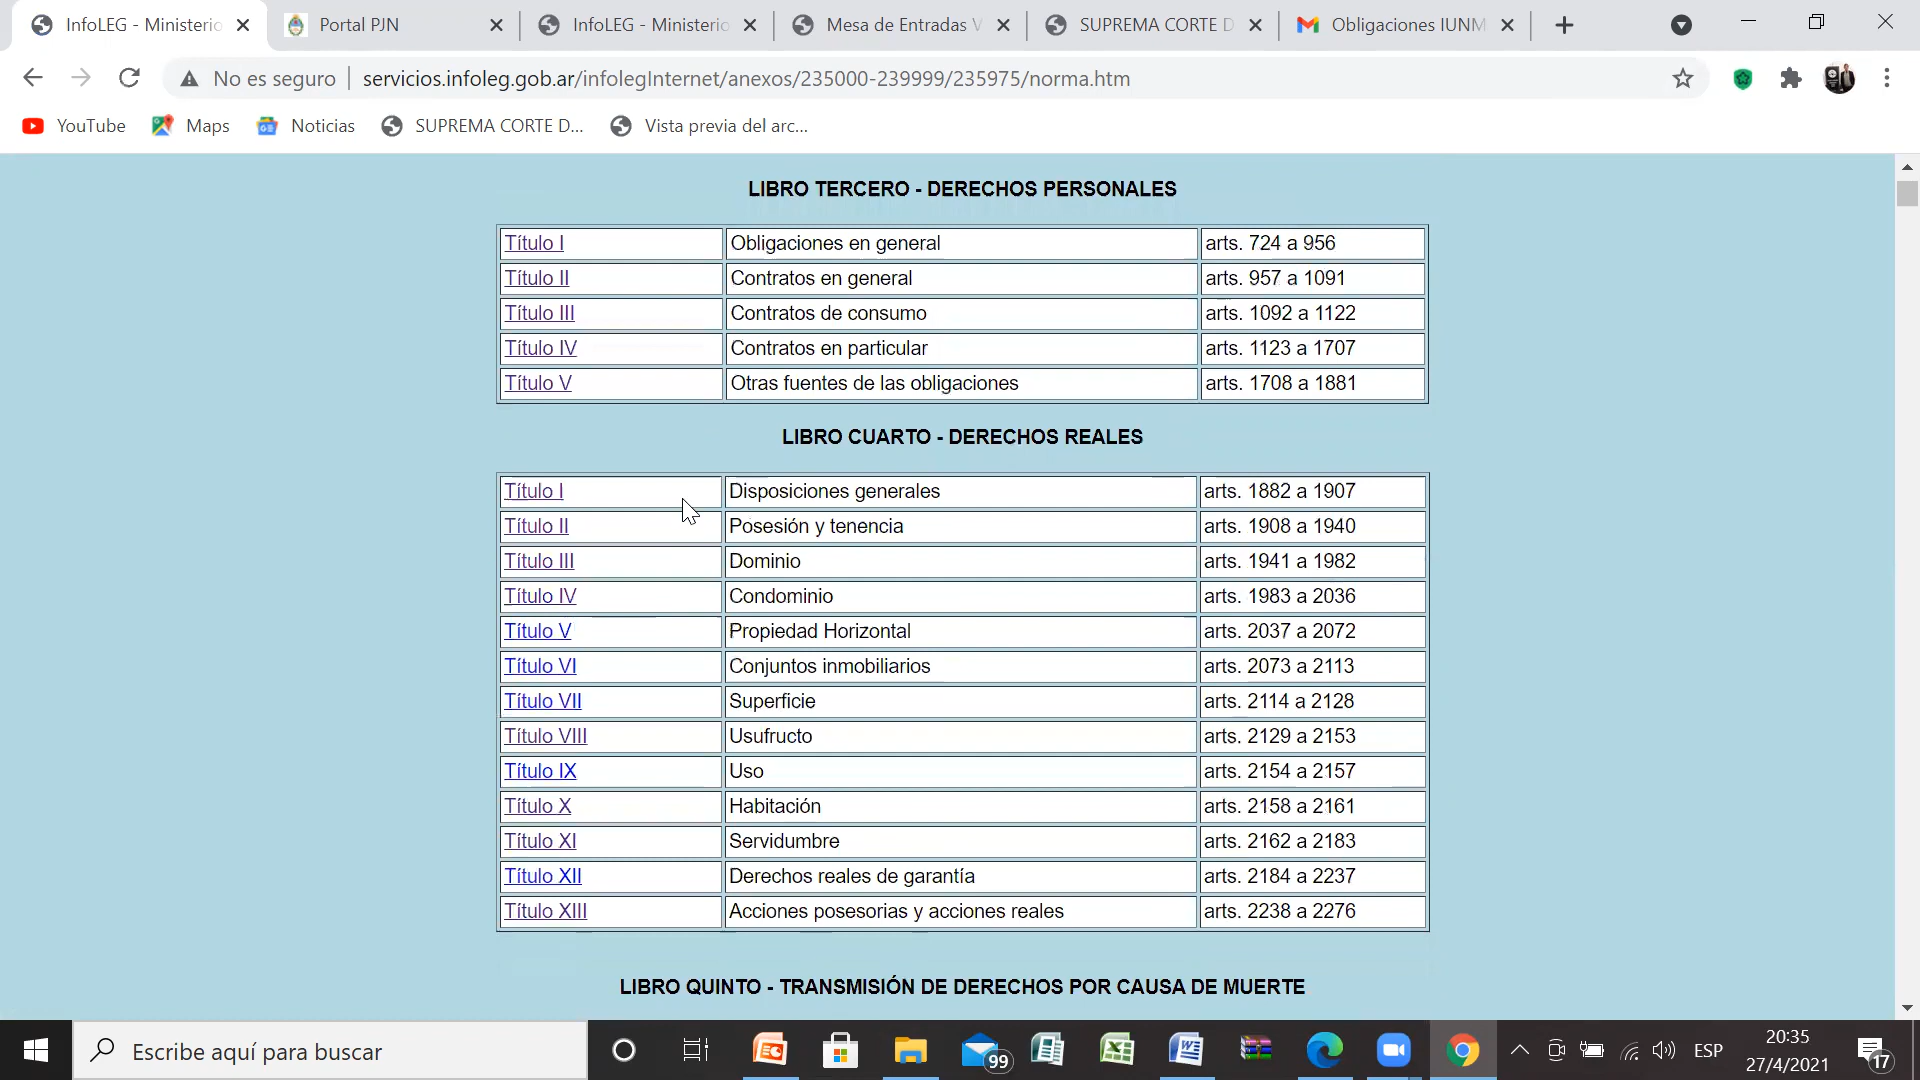 InfoLEG - Ministerio
Portal PJN
InfoLEG - Ministerio
Mesa de Entradas V
SUPREMA CORTE D
Obligaciones IUNM
No es seguro
servicios.infoleg.gob.ar/infolegInternet/anexos/235000-239999/235975/norma.htm
YouTube
Maps
Noticias
SUPREMA CORTE D...
Vista previa del arc...
LIBRO TERCERO - DERECHOS PERSONALES
Título I Obligaciones en general arts. 724 a 956
Título II Contratos en general arts. 957 a 1091
Título III Contratos de consumo arts. 1092 a 1122
Título IV Contratos en particular arts. 1123 a 1707
Título V Otras fuentes de las obligaciones arts. 1708 a 1881
LIBRO CUARTO - DERECHOS REALES
Título I Disposiciones generales arts. 1882 a 1907
Título II Posesión y tenencia arts. 1908 a 1940
Título III Dominio arts. 1941 a 1982
Título IV Condominio arts. 1983 a 2036
Título V Propiedad Horizontal arts. 2037 a 2072
Título VI Conjuntos inmobiliarios arts. 2073 a 2113
Título VII Superficie arts. 2114 a 2128
Título VIII Usufructo arts. 2129 a 2153
Título IX Uso arts. 2154 a 2157
Título X Habitación arts. 2158 a 2161
Título XI Servidumbre arts. 2162 a 2183
Título XII Derechos reales de garantía arts. 2184 a 2237
Título XIII Acciones posesorias y acciones reales arts. 2238 a 2276
LIBRO QUINTO - TRANSMISIÓN DE DERECHOS POR CAUSA DE MUERTE
Escribe aquí para buscar
99
ESP
20:35
27/4/2021
17